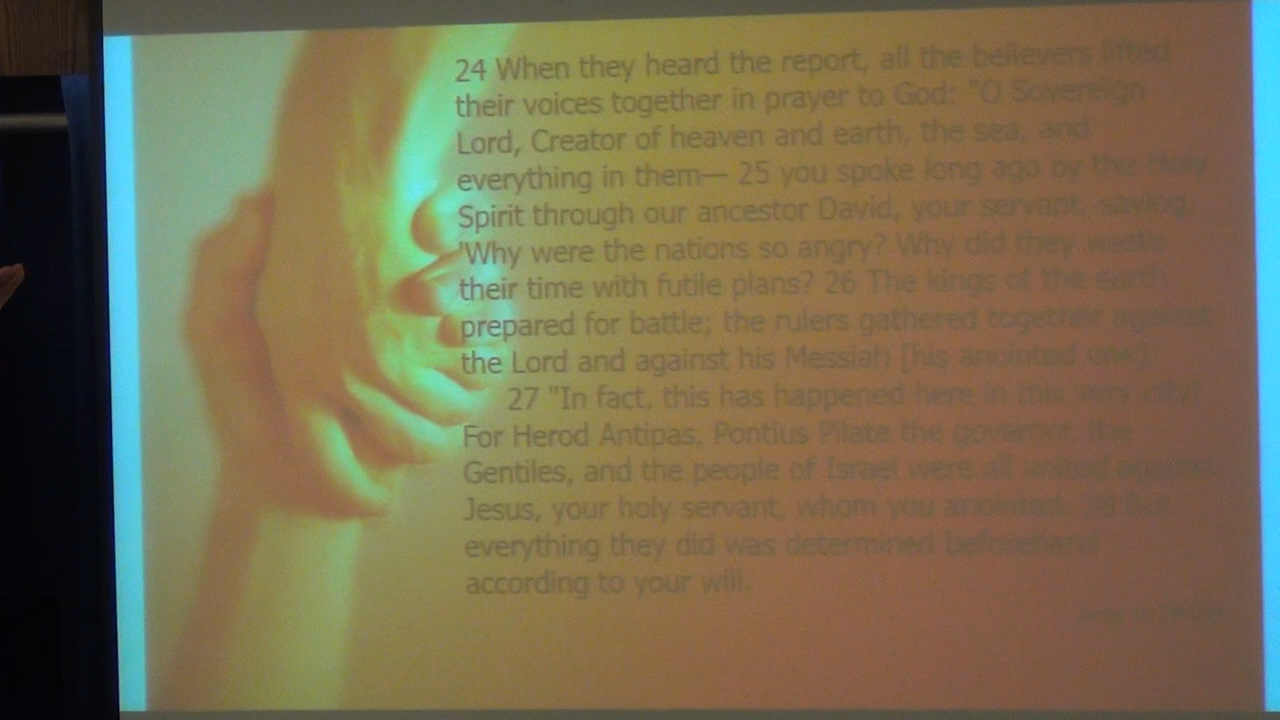 24 When they heard the report, all the believers lifted
their voices together in prayer to God: "O Sovereign
Lord, Creator of heaven and earth, the sea, and
everything in them— 25 you spoke long ago by the Holy
Spirit through our ancestor David, your servant, saying,
'Why were the nations so angry? Why did they waste
their time with futile plans? 26 The kings of the earth
prepared for battle; the rulers gathered together against
the Lord and against his Messiah [his anointed one]'
27 "In fact, this has happened here in this very city!
For Herod Antipas, Pontius Pilate the governor, the
Gentiles, and the people of Israel were all united against
Jesus, your holy servant, whom you anointed. 28 But
everything they did was determined beforehand
according to your will.